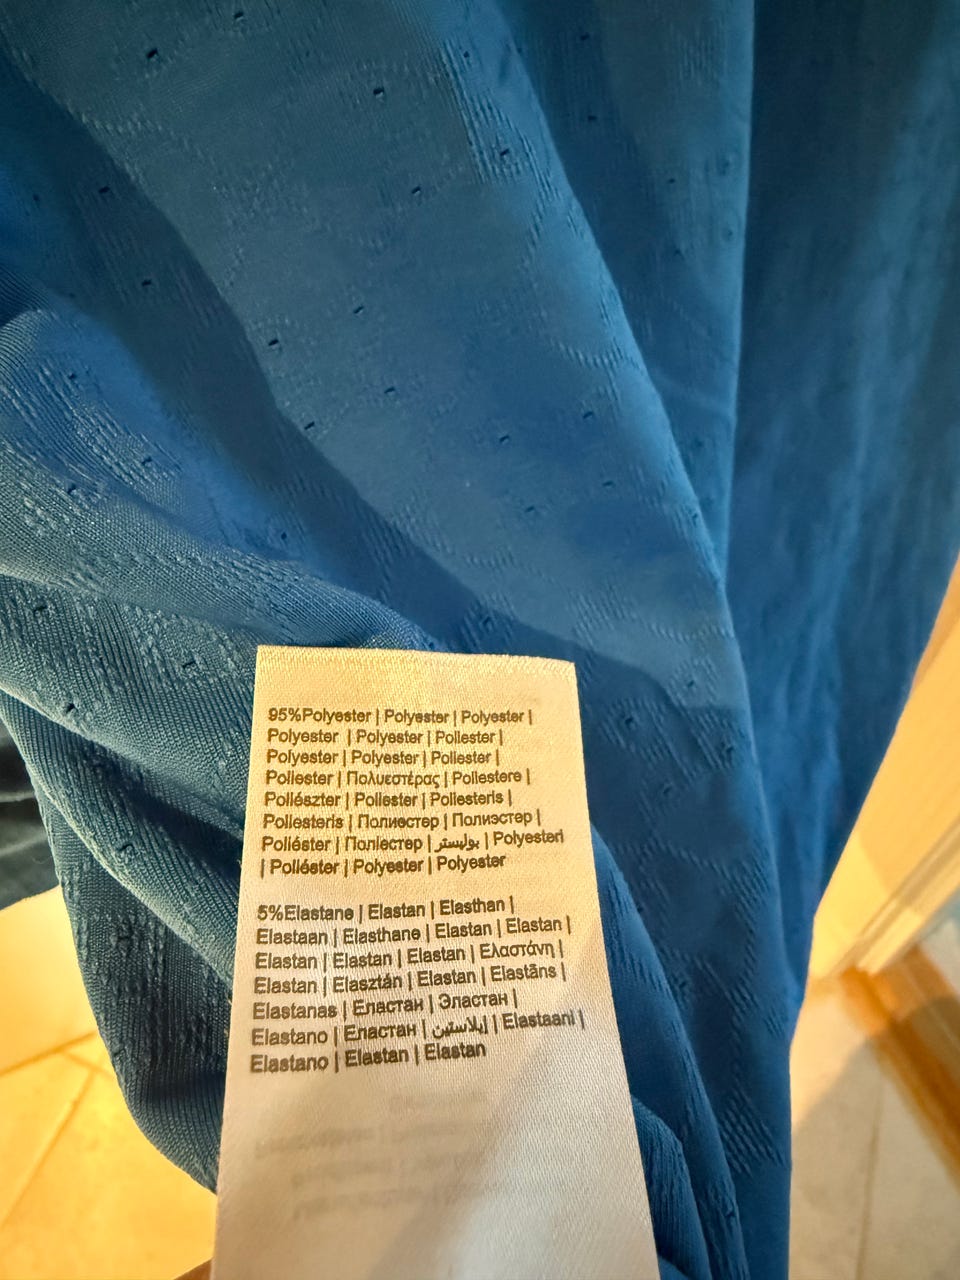 95%Polyester | Polyester | Polyester |
Polyester | Polyester | Poliester |
Polyester | Polyester | Poliester |
Poliester | Πολυεστέρας | Poliestere |
Poliészter | Poliester | Poliesteris |
Poliesteris | Полиестер | Полиэстер |
Poliéster | Поліестер | بوليستر | Polyesteri
| Poliéster | Polyester | Polyester
5%Elastane | Elastan | Elasthan |
Elastaan | Elasthane | Elastan | Elastan |
Elastan | Elastan | Elastan | Ελαστάνη |
Elastan | Elasztán | Elastan | Elastāns |
Elastanas | Еластан | Эластан |
Elastano | Еластан | إيلاستين | Elastaani |
Elastano | Elastan | Elastan